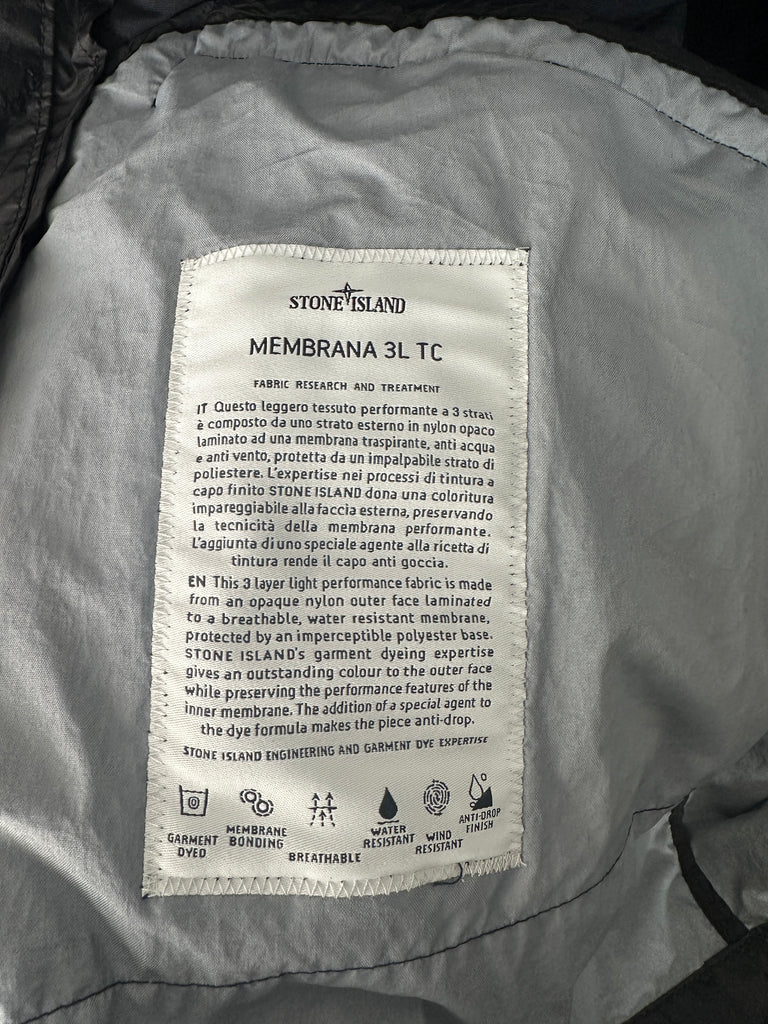 STONE ISLAND
MEMBRANA 3L TC
FABRIC RESEARCH AND TREATMENT
IT Questo leggero tessuto performante a 3 strati
è composto da uno strato esterno in nylon opaco
laminato ad una membrana traspirante, anti acqua
e anti vento, protetta da un impalpabile strato di
poliestere. L'expertise nei processi di tintura a
capo finito STONE ISLAND dona una coloritura
impareggiabile alla faccia esterna, preservando
la tecnicità della membrana performante.
L'aggiunta di uno speciale agente alla ricetta di
tintura rende il capo anti goccia.
EN This 3 layer light performance fabric is made
from an opaque nylon outer face laminated
to a breathable, water resistant membrane,
protected by an imperceptible polyester base.
STONE ISLAND's garment dyeing expertise
gives an outstanding colour to the outer face
while preserving the performance features of the
inner membrane. The addition of a special agent to
the dye formula makes the piece anti-drop.
STONE ISLAND ENGINEERING AND GARMENT DYE EXPERTISE
GARMENT
DYED
MEMBRANE
BONDING
BREATHABLE
WATER
RESISTANT
WIND
RESISTANT
ANTI-DROP
FINISH